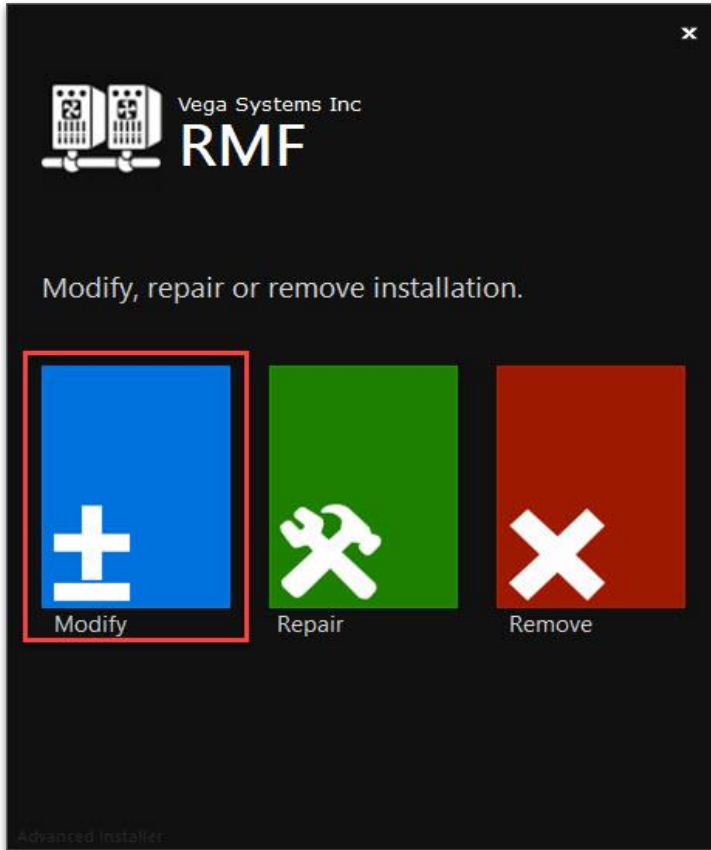 Vega Systems Inc
RMF
Modify, repair or remove installation.
Modify
Repair
Remove
Advanced Installer